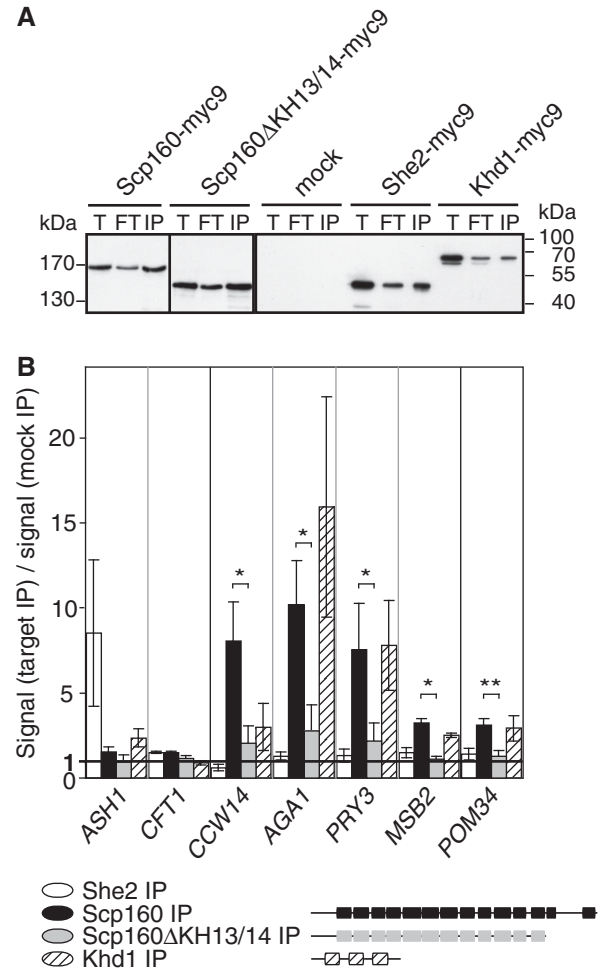 A
Scp160-myc9
Scp160ΔKH13/14-myc9
mock
She2-myc9
Khd1-myc9
kDa
T FT IP T FT IP T FT IP T FT IP T FT IP
kDa
170
130
100
70
55
40
B
Signal (target IP) / signal (mock IP)
20
15
10
5
1
0
*
*
*
*
**
ASH1
CFT1
CCW14
AGA1
PRY3
MSB2
POM34
She2 IP
Scp160 IP
Scp160ΔKH13/14 IP
Khd1 IP